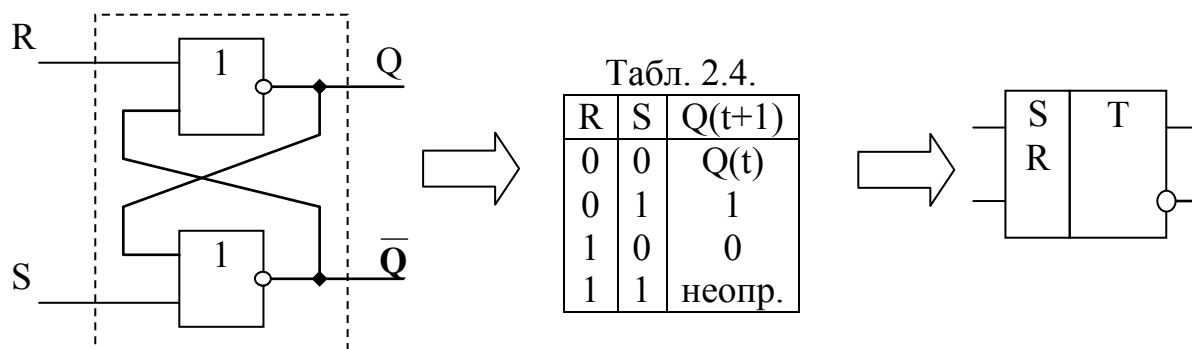 R
1
Q
S
1
Q̅
Табл. 2.4.
R S Q(t+1)
0 0 Q(t)
0 1 1
1 0 0
1 1 неопр.
S T
R